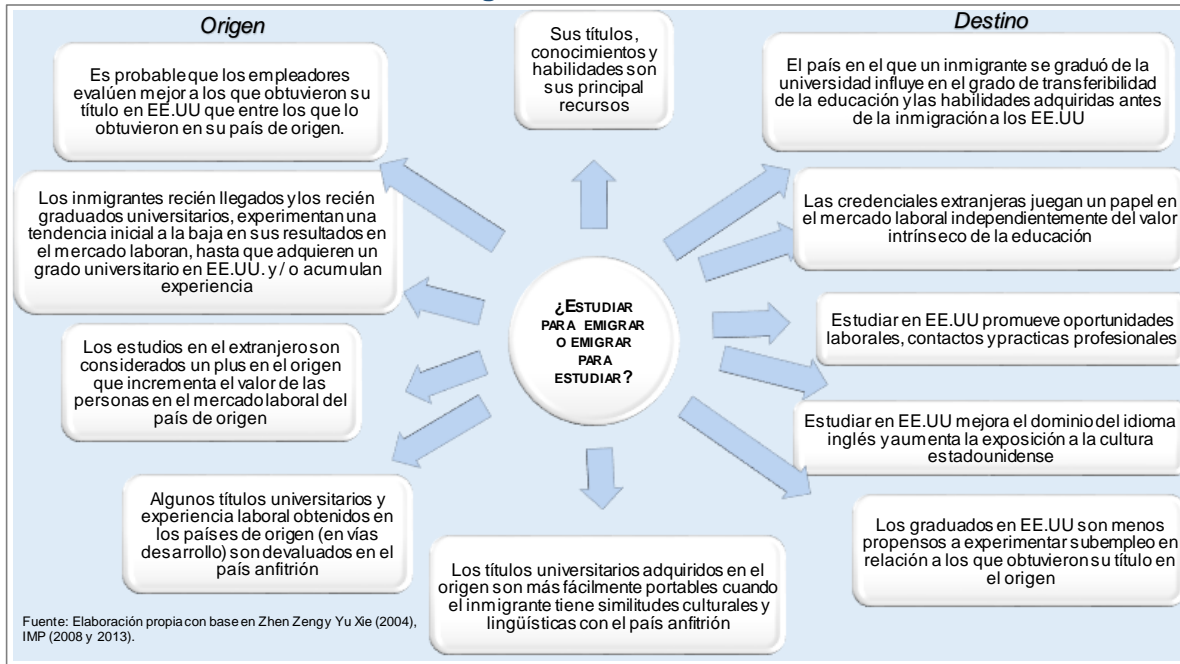 Origen
Es probable que los empleadores
evalúen mejor a los que obtuvieron su
título en EE.UU que entre los que lo
obtuvieron en su país de origen.
Los inmigrantes recién llegados y los recién
graduados universitarios, experimentan una
tendencia inicial a la baja en sus resultados
en el mercado laboran, hasta que adquieren un
grado universitario en EE.UU. y / o acumulan
experiencia
Los estudios en el extranjero son
considerados un plus en el origen
que incrementa el valor de las
personas en el mercado laboral del
país de origen
Algunos títulos universitarios y
experiencia laboral obtenidos en
los países de origen (en vías
desarrollo) son devaluados en el
país anfitrión
Sus títulos,
conocimientos y
habilidades son
sus principal
recursos
¿ESTUDIAR
PARA EMIGRAR
O EMIGRAR
PARA
ESTUDIAR?
Los títulos universitarios adquiridos en el
origen son más fácilmente portables cuando
el inmigrante tiene similitudes culturales y
lingüísticas con el país anfitrión
Destino
El país en el que un inmigrante se graduó de la
universidad influye en el grado de transferibilidad
de la educación y las habilidades adquiridas antes
de la inmigración a los EE.UU
Las credenciales extranjeras juegan un papel en
el mercado laboral independientemente del valor
intrínseco de la educación
Estudiar en EE.UU promueve oportunidades
laborales, contactos y practicas profesionales
Estudiar en EE.UU mejora el dominio del idioma
inglés y aumenta la exposición a la cultura
estadounidense
Los graduados en EE.UU son menos
propensos a experimentar subempleo en
relación a los que obtuvieron su título en
el origen
Fuente: Elaboración propia con base en Zhen Zeng y Yu Xie (2004),
IMP (2008 y 2013).